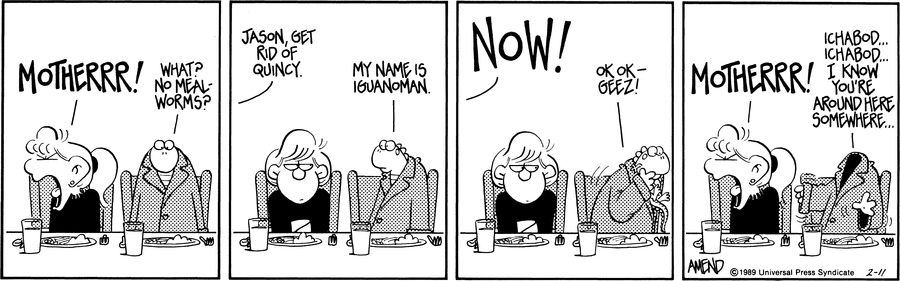 MOTHERRR!
WHAT?
NO MEAL-
WORMS?
JASON, GET
RID OF
QUINCY.
MY NAME IS
IGUANOMAN.
NOW!
OK OK—
GEEZ!
MOTHERRR!
ICHABOD...
ICHABOD...
I KNOW
YOU'RE
AROUND HERE
SOMEWHERE...
AMEND
©1989 Universal Press Syndicate
2-11